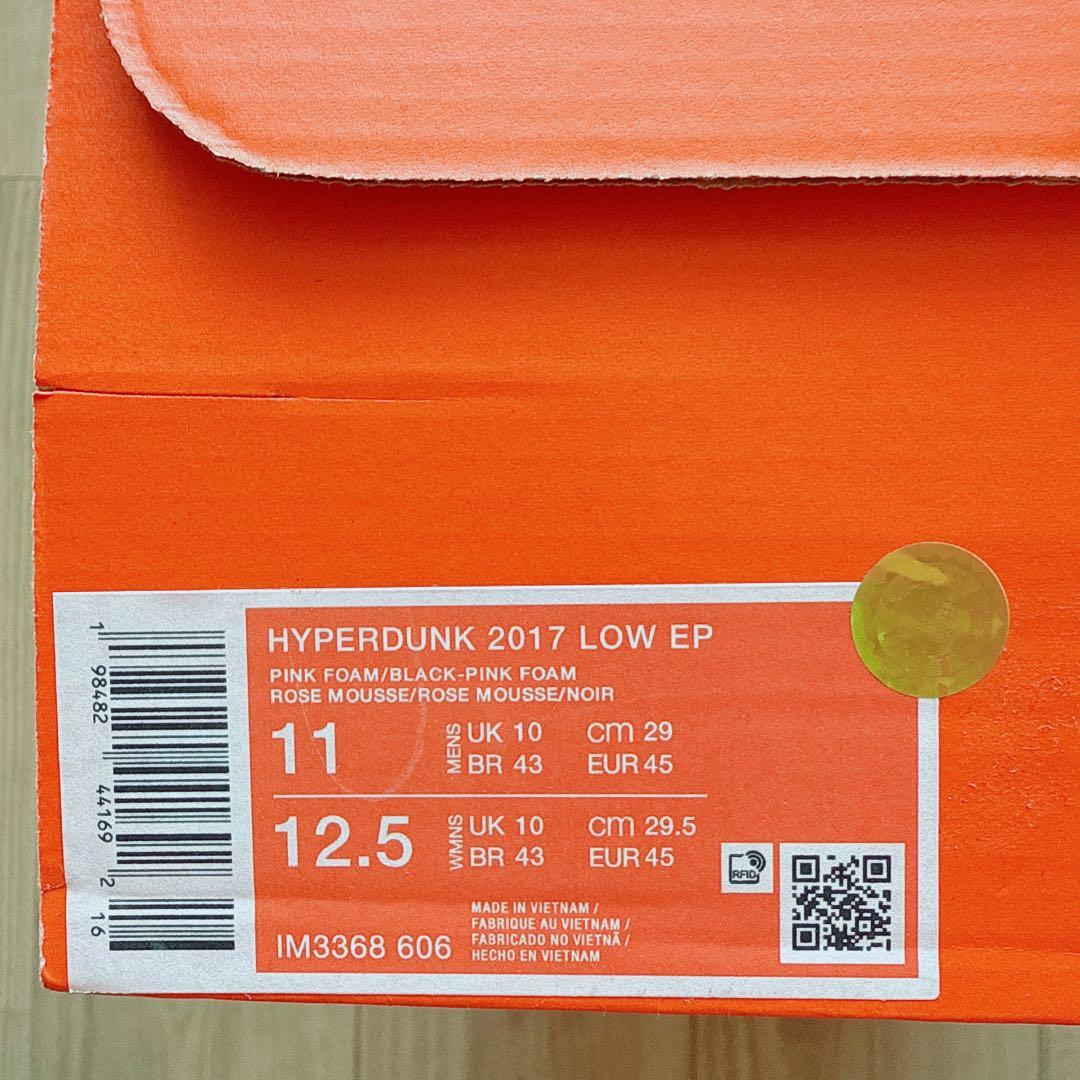 HYPERDUNK 2017 LOW EP
PINK FOAM/BLACK-PINK FOAM
ROSE MOUSSE/ROSE MOUSSE/NOIR
11 MENS UK 10 cm 29
BR 43 EUR 45
12.5 WMNS UK 10 cm 29.5
BR 43 EUR 45
RFID
IM3368 606
MADE IN VIETNAM /
FABRIQUE AU VIETNAM /
FABRICADO NO VIETNÃ /
HECHO EN VIETNAM
1 98482 44169 2 16